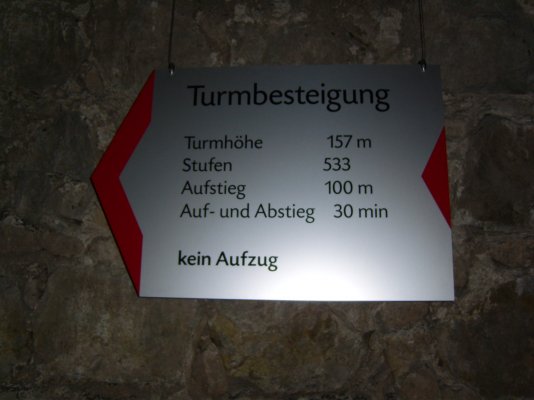 Turmbesteigung
Turmhöhe 157 m
Stufen 533
Aufstieg 100 m
Auf- und Abstieg 30 min
kein Aufzug